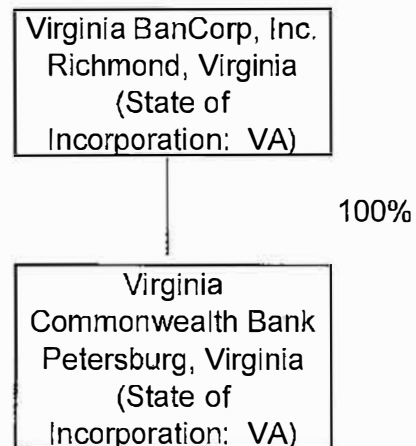 Virginia BanCorp, Inc.
Richmond, Virginia
(State of
Incorporation: VA)
100%
Virginia
Commonwealth Bank
Petersburg, Virginia
(State of
Incorporation: VA)